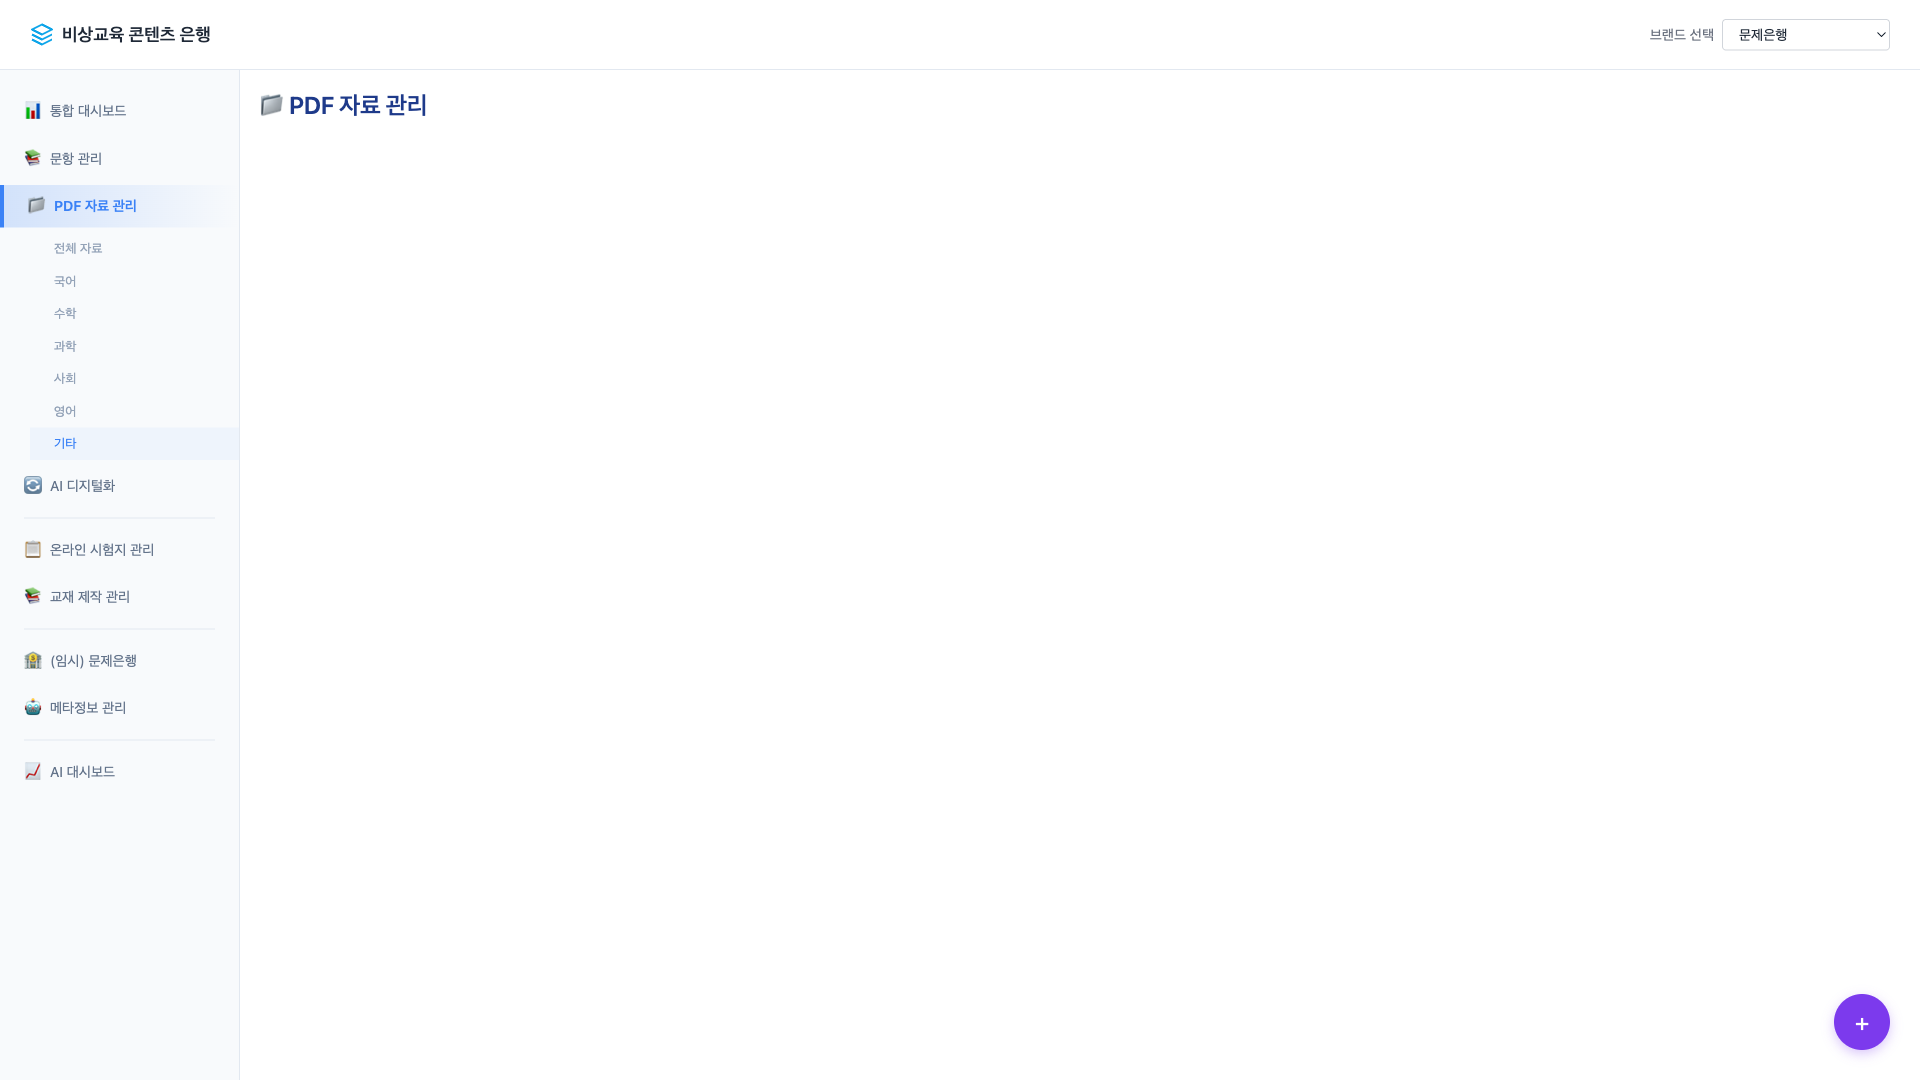 비상교육 콘텐츠 은행
브랜드 선택 문제은행
통합 대시보드
문항 관리
PDF 자료 관리
전체 자료
국어
수학
과학
사회
영어
기타
AI 디지털화
온라인 시험지 관리
교재 제작 관리
(임시) 문제은행
메타정보 관리
AI 대시보드
PDF 자료 관리
+